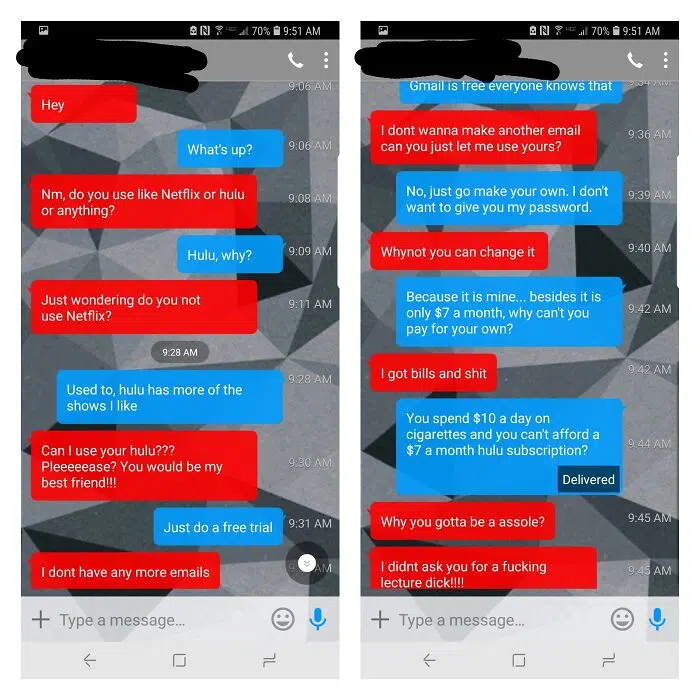 70% 9:51 AM
9:06 AM
Hey
What's up?
9:06 AM
Nm, do you use like Netflix or hulu
or anything?
9:08 AM
Hulu, why?
9:09 AM
Just wondering do you not
use Netflix?
9:11 AM
9:28 AM
9:28 AM
Used to, hulu has more of the
shows I like
Can I use your hulu???
Pleeeeease? You would be my
best friend!!!
9:30 AM
Just do a free trial
9:31 AM
I dont have any more emails
AM
Type a message...
70% 9:51 AM
Gmail is free everyone knows that
9:34 AM
I dont wanna make another email
can you just let me use yours?
9:36 AM
No, just go make your own. I don't
want to give you my password.
9:39 AM
Whynot you can change it
9:40 AM
Because it is mine... besides it is
only $7 a month, why can't you
pay for your own?
9:42 AM
I got bills and shit
9:42 AM
You spend $10 a day on
cigarettes and you can't afford a
$7 a month hulu subscription?
9:44 AM
Delivered
Why you gotta be a assole?
9:45 AM
I didnt ask you for a fucking
lecture dick!!!!
9:45 AM
Type a message...